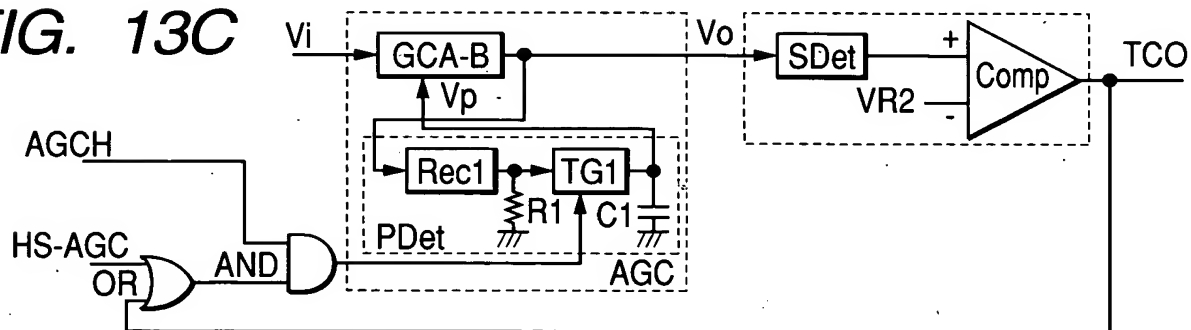 FIG. 13C
Vi
GCA-B
Vo
SDet
+
Comp
TCO
Vp
VR2
-
AGCH
Rec1
TG1
R1
C1
PDet
HS-AGC
OR
AND
AGC